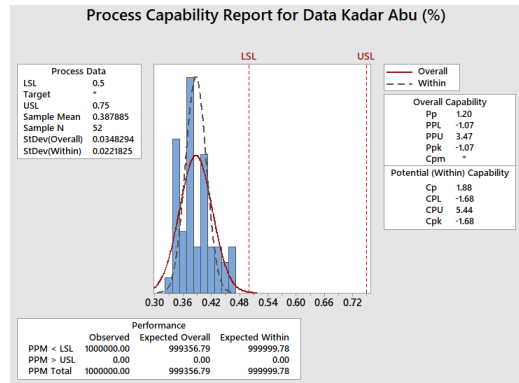 Process Capability Report for Data Kadar Abu (%)
LSL USL
Process Data
LSL 0.5
Target *
USL 0.75
Sample Mean 0.387885
Sample N 52
StDev(Overall) 0.0348294
StDev(Within) 0.0221825
Overall
Within
Overall Capability
Pp 1.20
PPL -1.07
PPU 3.47
Ppk -1.07
Cpm *
Potential (Within) Capability
Cp 1.88
CPL -1.68
CPU 5.44
Cpk -1.68
0.30 0.36 0.42 0.48 0.54 0.60 0.66 0.72
Performance
Observed Expected Overall Expected Within
PPM < LSL 1000000.00 999356.79 999999.78
PPM > USL 0.00 0.00 0.00
PPM Total 1000000.00 999356.79 999999.78